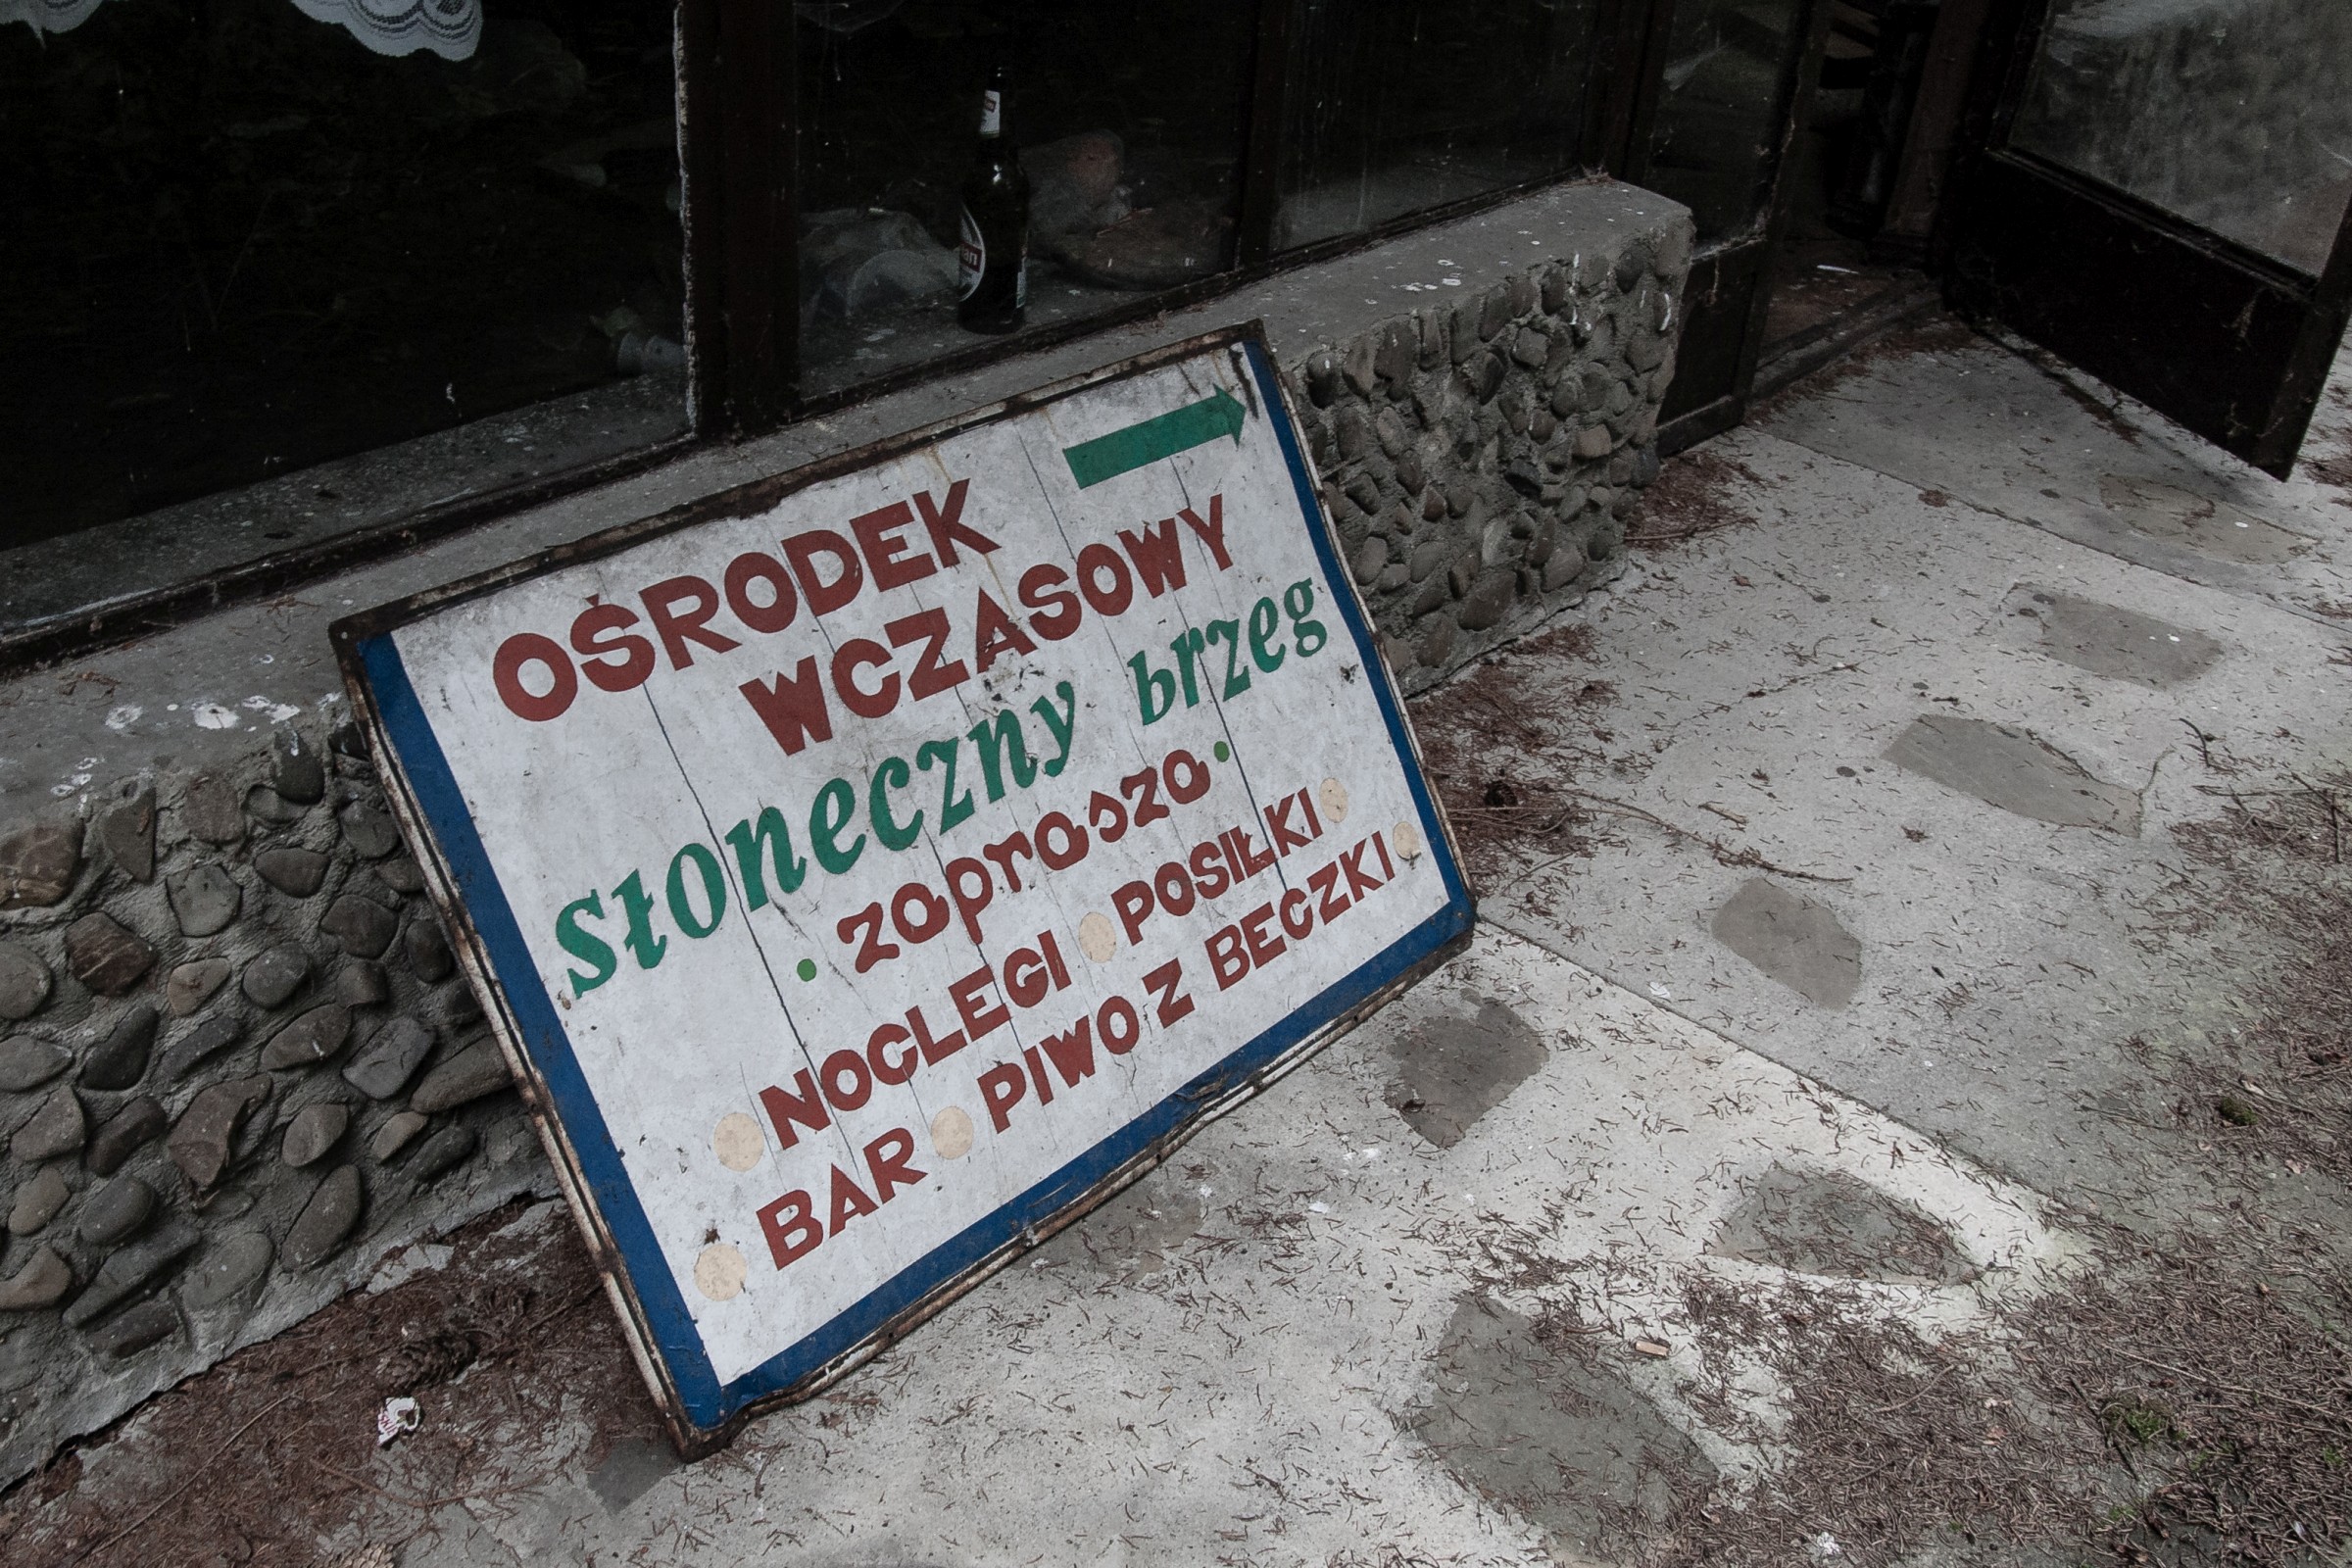 OŚRODEK
WCZASOWY
słoneczny brzeg
• zaprasza •
NOCLEGI • POSIŁKI
BAR • PIWO Z BECZKI